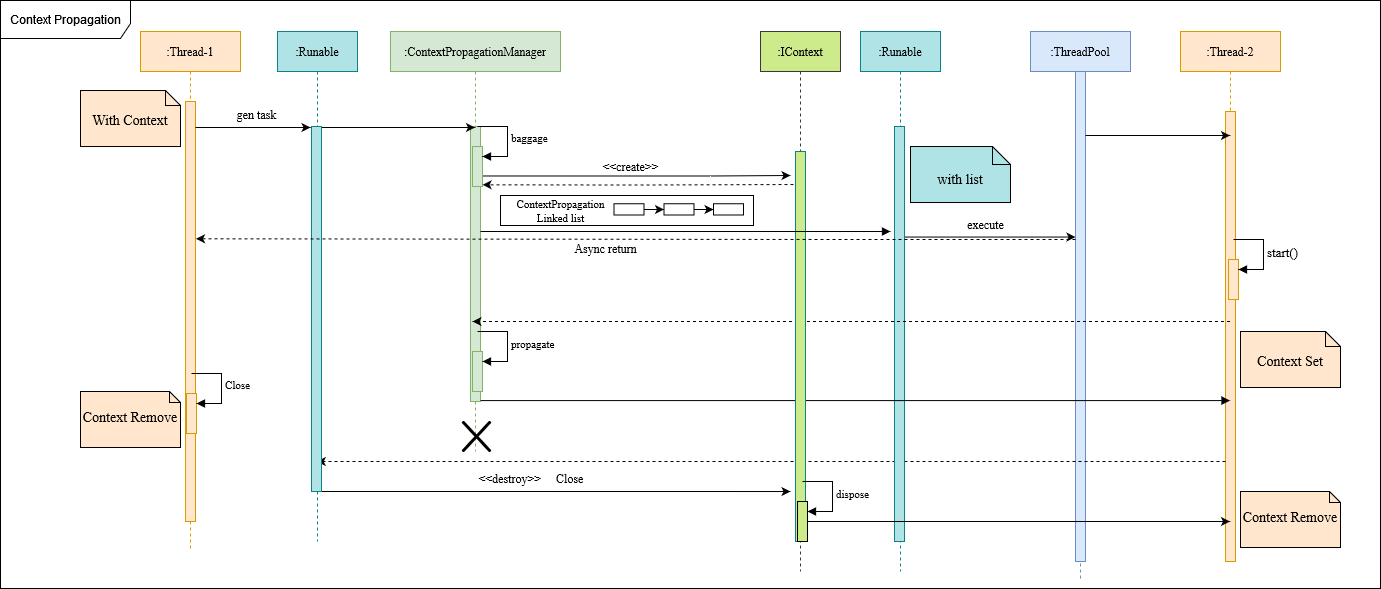 Context Propagation
:Thread-1
:Runable
:ContextPropagationManager
:IContext
:Runable
:ThreadPool
:Thread-2
With Context
gen task
baggage
<<create>>
with list
ContextPropagation
Linked list
execute
Async return
start()
propagate
Context Set
Close
Context Remove
<<destroy>> Close
dispose
Context Remove